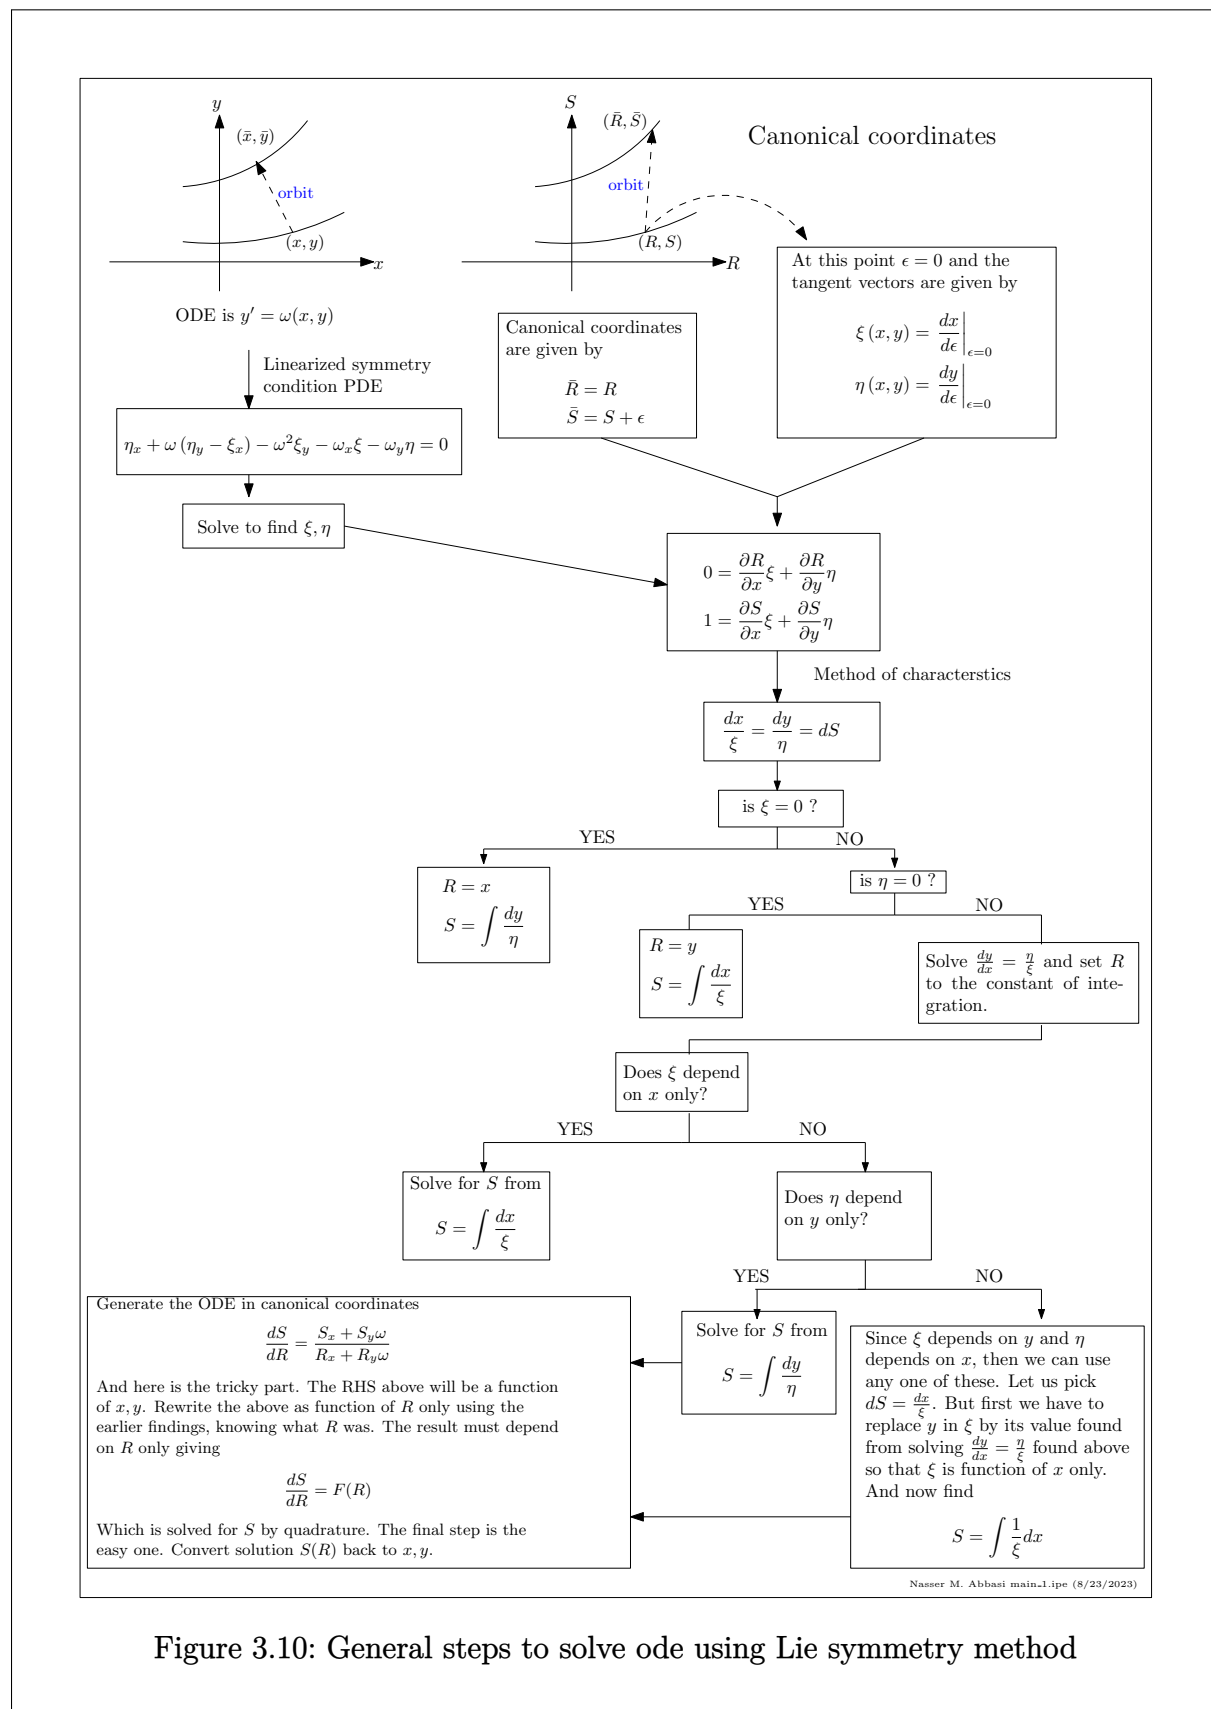 y
(x̄, ȳ)
orbit
(x, y)
x
S
(R̄, S̄)
orbit
(R, S)
R
Canonical coordinates
ODE is y′ = ω(x, y)
Linearized symmetry
condition PDE
η_x + ω (η_y − ξ_x) − ω²ξ_y − ω_xξ − ω_yη = 0
Solve to find ξ, η
Canonical coordinates
are given by
R̄ = R
S̄ = S + ϵ
At this point ϵ = 0 and the
tangent vectors are given by
ξ (x, y) = dx/dϵ |_{ϵ=0}
η (x, y) = dy/dϵ |_{ϵ=0}
0 = ∂R/∂x ξ + ∂R/∂y η
1 = ∂S/∂x ξ + ∂S/∂y η
Method of characterstics
dx/ξ = dy/η = dS
is ξ = 0 ?
YES
NO
R = x
S = ∫ dy/η
is η = 0 ?
YES
NO
R = y
S = ∫ dx/ξ
Solve dy/dx = η/ξ and set R
to the constant of inte-
gration.
Does ξ depend
on x only?
YES
NO
Solve for S from
S = ∫ dx/ξ
Does η depend
on y only?
YES
NO
Solve for S from
S = ∫ dy/η
Since ξ depends on y and η
depends on x, then we can use
any one of these. Let us pick
dS = dx/ξ. But first we have to
replace y in ξ by its value found
from solving dy/dx = η/ξ found above
so that ξ is function of x only.
And now find
S = ∫ 1/ξ dx
Generate the ODE in canonical coordinates
dS/dR = (S_x + S_yω)/(R_x + R_yω)
And here is the tricky part. The RHS above will be a function
of x, y. Rewrite the above as function of R only using the
earlier findings, knowing what R was. The result must depend
on R only giving
dS/dR = F(R)
Which is solved for S by quadrature. The final step is the
easy one. Convert solution S(R) back to x, y.
Nasser M. Abbasi main_1.ipe (8/23/2023)
Figure 3.10: General steps to solve ode using Lie symmetry method